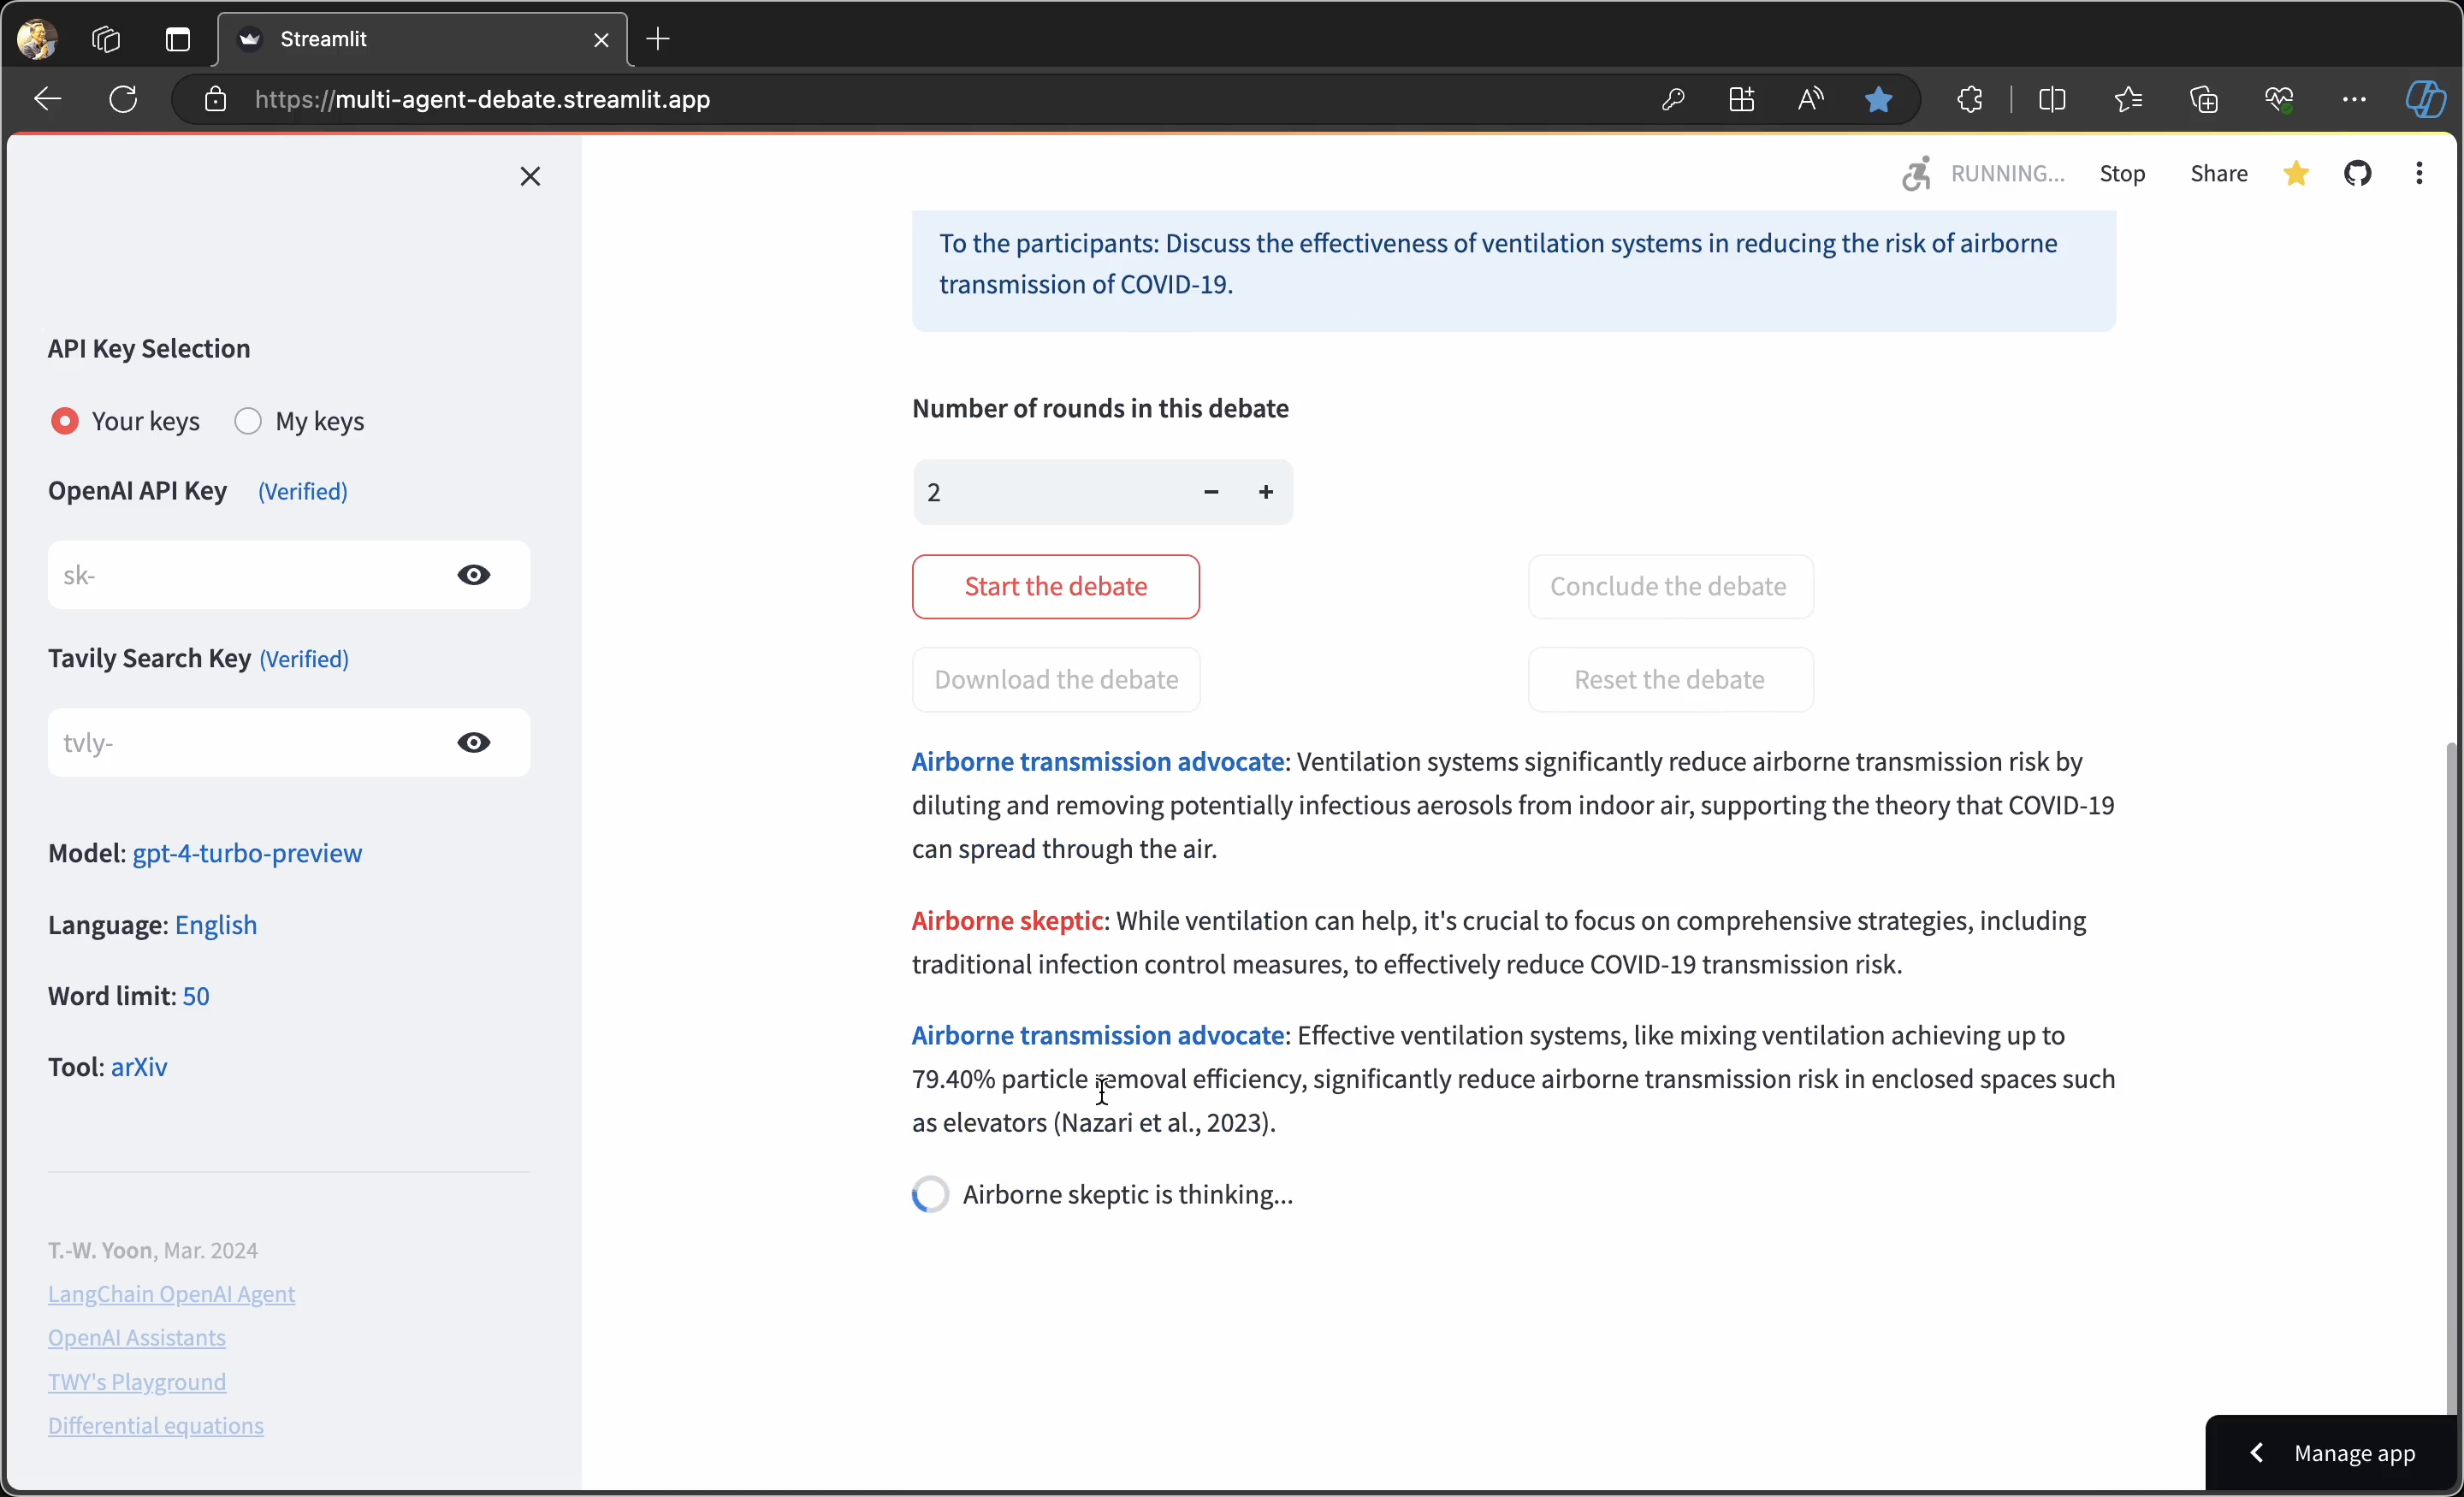 Streamlit
https://multi-agent-debate.streamlit.app
RUNNING...
Stop
Share
API Key Selection
Your keys
My keys
OpenAI API Key (Verified)
sk-
Tavily Search Key (Verified)
tvly-
Model: gpt-4-turbo-preview
Language: English
Word limit: 50
Tool: arXiv
T.-W. Yoon, Mar. 2024
LangChain OpenAI Agent
OpenAI Assistants
TWY's Playground
Differential equations
To the participants: Discuss the effectiveness of ventilation systems in reducing the risk of airborne
transmission of COVID-19.
Number of rounds in this debate
2
Start the debate
Conclude the debate
Download the debate
Reset the debate
Airborne transmission advocate: Ventilation systems significantly reduce airborne transmission risk by
diluting and removing potentially infectious aerosols from indoor air, supporting the theory that COVID-19
can spread through the air.
Airborne skeptic: While ventilation can help, it's crucial to focus on comprehensive strategies, including
traditional infection control measures, to effectively reduce COVID-19 transmission risk.
Airborne transmission advocate: Effective ventilation systems, like mixing ventilation achieving up to
79.40% particle removal efficiency, significantly reduce airborne transmission risk in enclosed spaces such
as elevators (Nazari et al., 2023).
Airborne skeptic is thinking...
Manage app